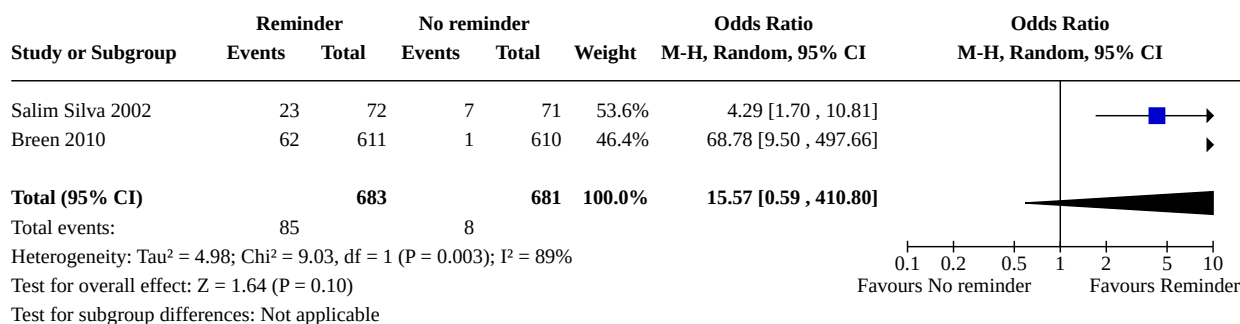 Reminder No reminder Odds Ratio Odds Ratio
Study or Subgroup Events Total Events Total Weight M-H, Random, 95% CI M-H, Random, 95% CI
Salim Silva 2002 23 72 7 71 53.6% 4.29 [1.70 , 10.81]
Breen 2010 62 611 1 610 46.4% 68.78 [9.50 , 497.66]
Total (95% CI) 683 681 100.0% 15.57 [0.59 , 410.80]
Total events: 85 8
Heterogeneity: Tau² = 4.98; Chi² = 9.03, df = 1 (P = 0.003); I² = 89%
0.1 0.2 0.5 1 2 5 10
Test for overall effect: Z = 1.64 (P = 0.10) Favours No reminder Favours Reminder
Test for subgroup differences: Not applicable